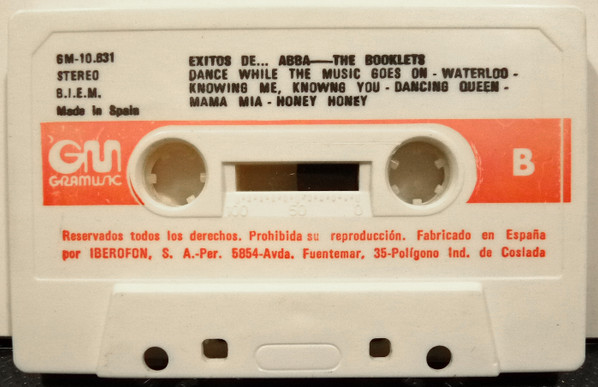 GM-10.831
STEREO
B.I.E.M.
Made in Spain
EXITOS DE... ABBA—THE BOOKLETS
DANCE WHILE THE MUSIC GOES ON - WATERLOO -
KNOWING ME, KNOWNG YOU - DANCING QUEEN -
MAMA MIA - HONEY HONEY
GM
GRAMUSIC
B
100 50 0
Reservados todos los derechos. Prohibida su reproducción. Fabricado en España
por IBEROFON, S. A.-Per. 5854-Avda. Fuentemar, 35-Polígono Ind. de Coslada